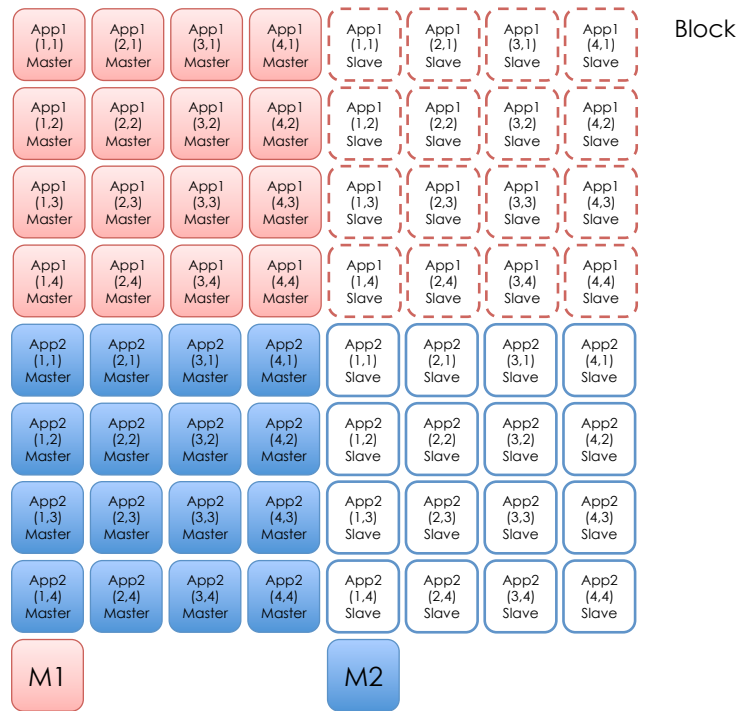 Block
App1 App1 App1 App1 App1 App1 App1 App1
(1,1) (2,1) (3,1) (4,1) (1,1) (2,1) (3,1) (4,1)
Master Master Master Master Slave Slave Slave Slave
App1 App1 App1 App1 App1 App1 App1 App1
(1,2) (2,2) (3,2) (4,2) (1,2) (2,2) (3,2) (4,2)
Master Master Master Master Slave Slave Slave Slave
App1 App1 App1 App1 App1 App1 App1 App1
(1,3) (2,3) (3,3) (4,3) (1,3) (2,3) (3,3) (4,3)
Master Master Master Master Slave Slave Slave Slave
App1 App1 App1 App1 App1 App1 App1 App1
(1,4) (2,4) (3,4) (4,4) (1,4) (2,4) (3,4) (4,4)
Master Master Master Master Slave Slave Slave Slave
App2 App2 App2 App2 App2 App2 App2 App2
(1,1) (2,1) (3,1) (4,1) (1,1) (2,1) (3,1) (4,1)
Master Master Master Master Slave Slave Slave Slave
App2 App2 App2 App2 App2 App2 App2 App2
(1,2) (2,2) (3,2) (4,2) (1,2) (2,2) (3,2) (4,2)
Master Master Master Master Slave Slave Slave Slave
App2 App2 App2 App2 App2 App2 App2 App2
(1,3) (2,3) (3,3) (4,3) (1,3) (2,3) (3,3) (4,3)
Master Master Master Master Slave Slave Slave Slave
App2 App2 App2 App2 App2 App2 App2 App2
(1,4) (2,4) (3,4) (4,4) (1,4) (2,4) (3,4) (4,4)
Master Master Master Master Slave Slave Slave Slave
M1 M2